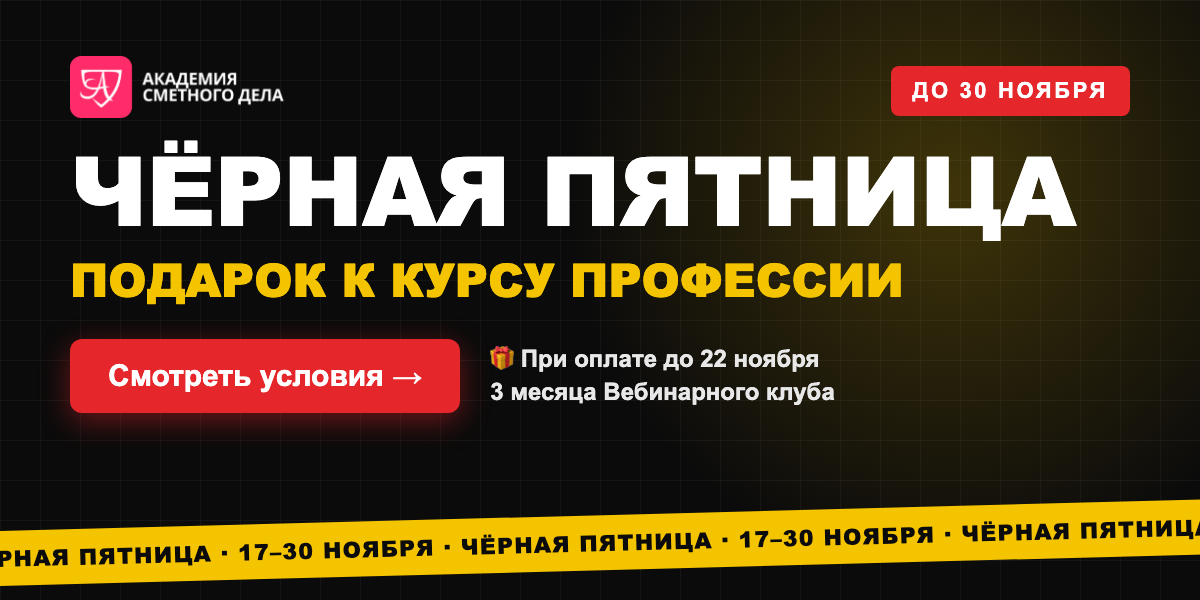 АКАДЕМИЯ
СМЕТНОГО ДЕЛА
ДО 30 НОЯБРЯ
ЧЁРНАЯ ПЯТНИЦА
ПОДАРОК К КУРСУ ПРОФЕССИИ
Смотреть условия →
🎁 При оплате до 22 ноября
3 месяца Вебинарного клуба
РНАЯ ПЯТНИЦА · 17–30 НОЯБРЯ · ЧЁРНАЯ ПЯТНИЦА · 17–30 НОЯБРЯ · ЧЁРНАЯ ПЯТНИЦА